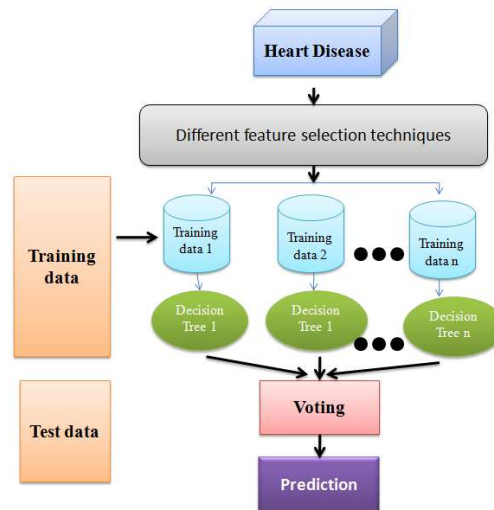 Heart Disease
Different feature selection techniques
Training
data
Training
data 1
Training
data 2
Training
data n
Decision
Tree 1
Decision
Tree 1
Decision
Tree n
Voting
Test data
Prediction